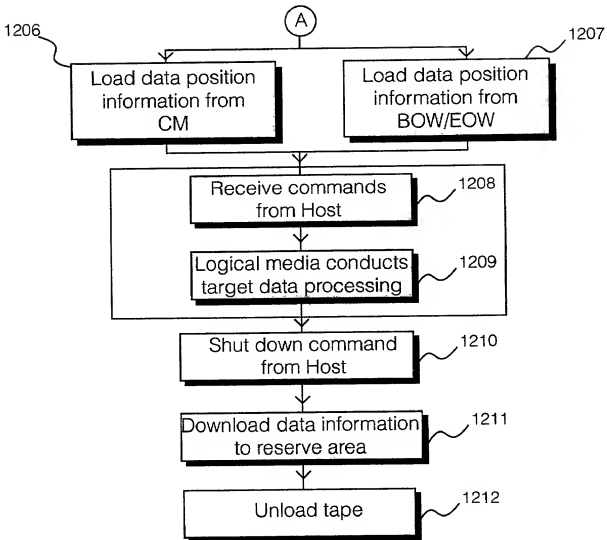 A
1206
1207
Load data position
information from
CM
Load data position
information from
BOW/EOW
Receive commands
from Host
1208
Logical media conducts
target data processing
1209
Shut down command
from Host
1210
Download data information
to reserve area
1211
Unload tape
1212